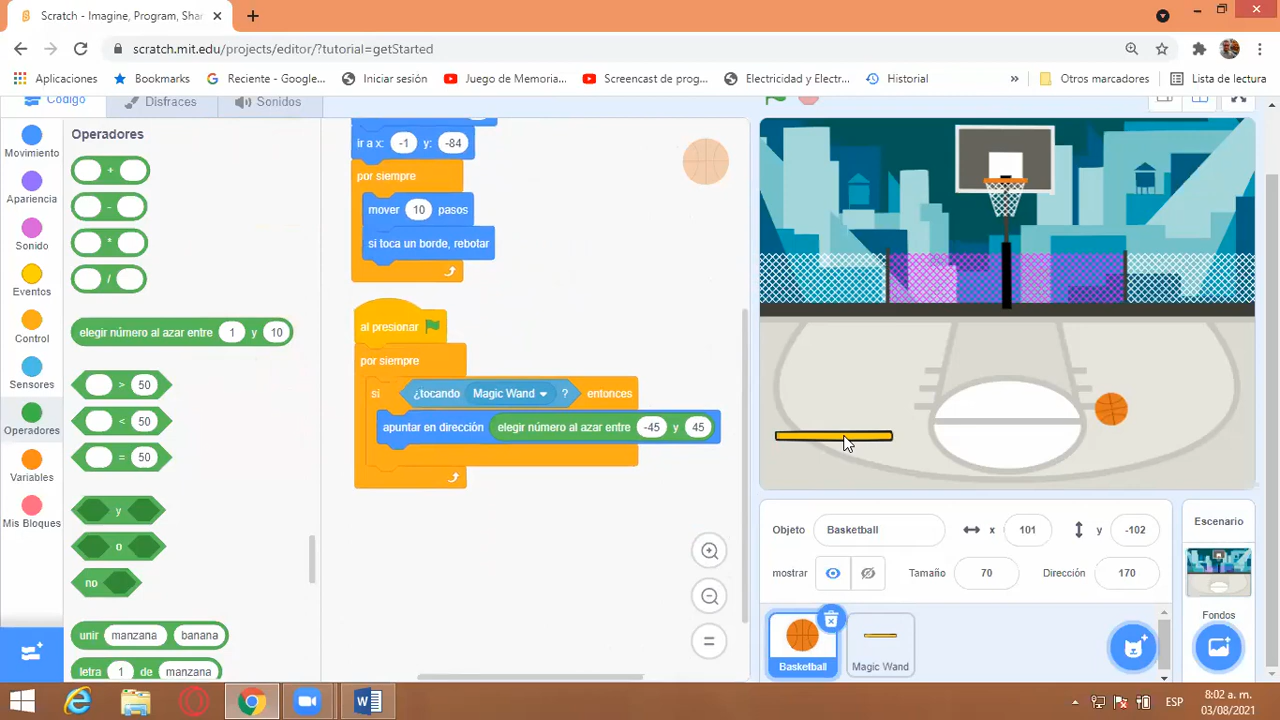 Scratch - Imagine, Program, Shar
scratch.mit.edu/projects/editor/?tutorial=getStarted
Aplicaciones
Bookmarks
Reciente - Google...
Iniciar sesión
Juego de Memoria...
Screencast de prog...
Electricidad y Electr...
Historial
»
Otros marcadores
Lista de lectura
Código
Disfraces
Sonidos
Movimiento
Apariencia
Sonido
Eventos
Control
Sensores
Operadores
Variables
Mis Bloques
Operadores
+
-
*
/
elegir número al azar entre 1 y 10
> 50
< 50
= 50
y
o
no
unir manzana banana
letra 1 de manzana
ir a x: -1 y: -84
por siempre
mover 10 pasos
si toca un borde, rebotar
al presionar
por siempre
si ¿tocando Magic Wand ? entonces
apuntar en dirección elegir número al azar entre -45 y 45
Objeto Basketball x 101 y -102
mostrar Tamaño 70 Dirección 170
Basketball
Magic Wand
Escenario
Fondos
ESP
8:02 a. m.
03/08/2021